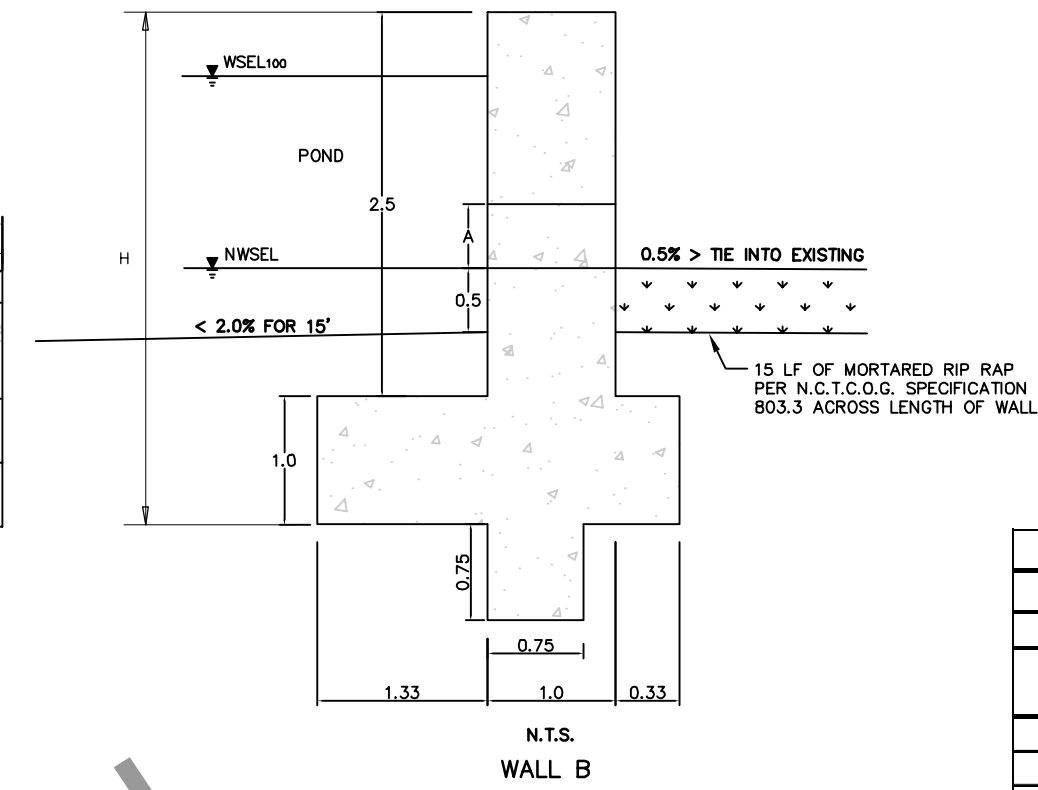 WSEL100
POND
2.5
H
A
NWSEL
0.5% > TIE INTO EXISTING
0.5
< 2.0% FOR 15'
15 LF OF MORTARED RIP RAP
PER N.C.T.C.O.G. SPECIFICATION
803.3 ACROSS LENGTH OF WALL
1.0
0.75
0.75
1.33
1.0
0.33
N.T.S.
WALL B